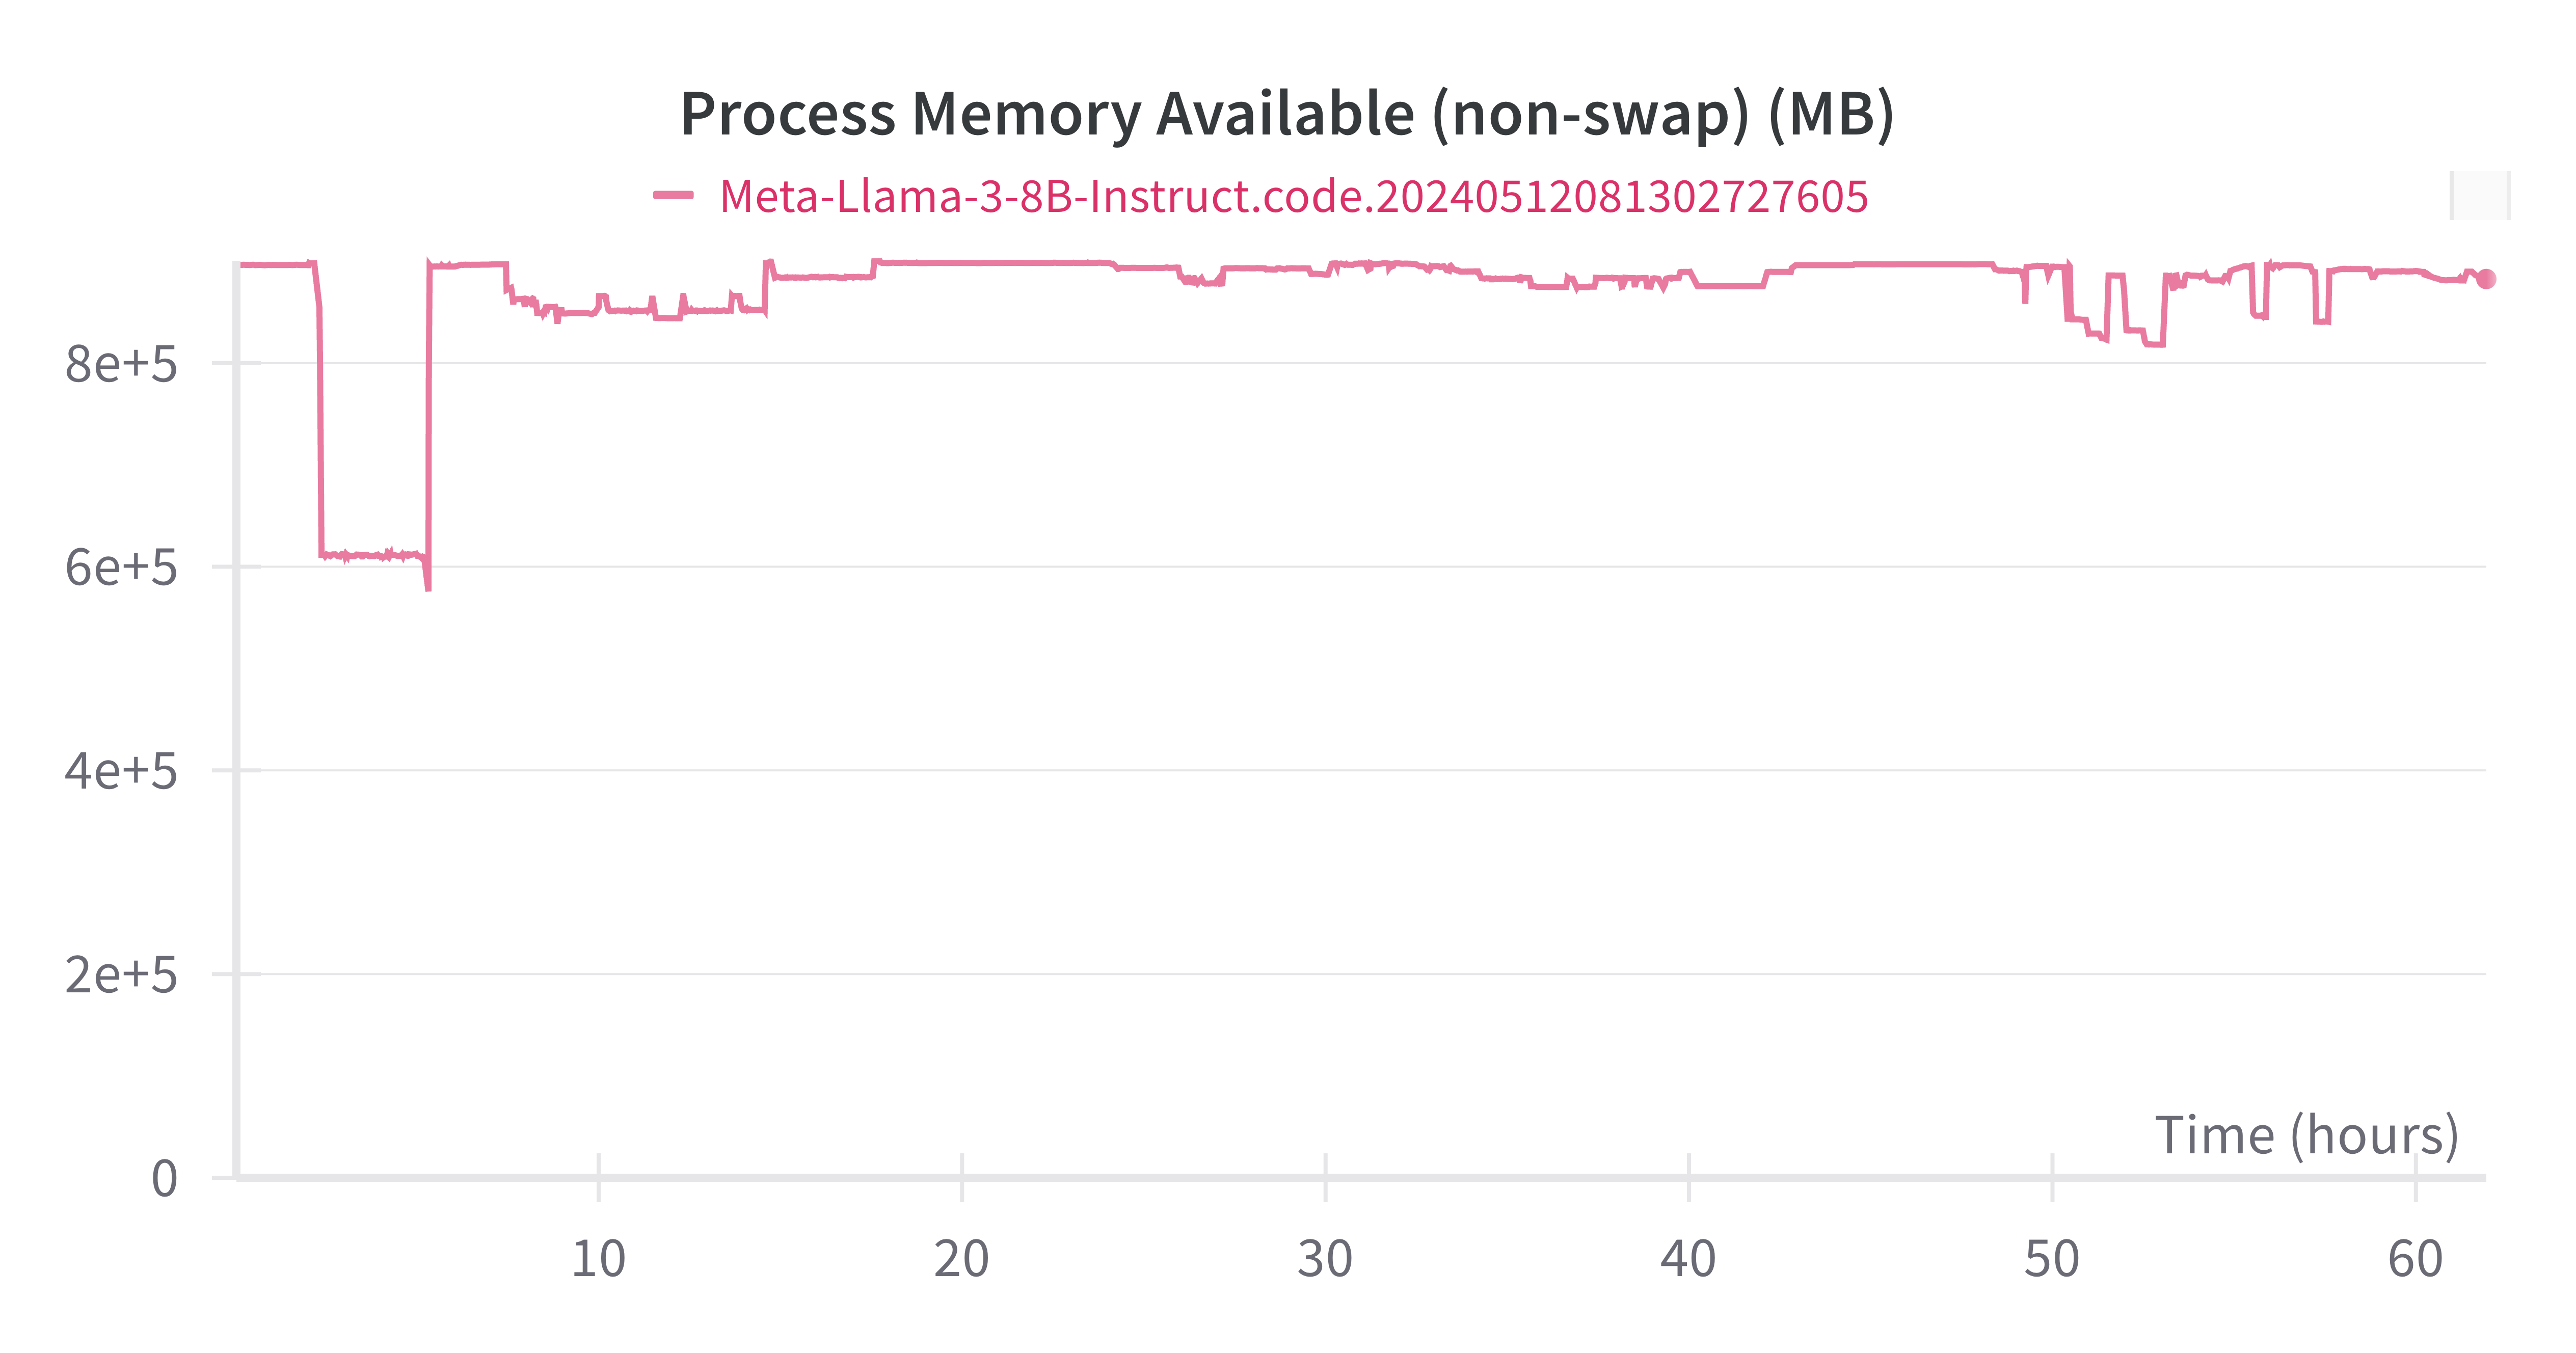 Process Memory Available (non-swap) (MB)
Meta-Llama-3-8B-Instruct.code.20240512081302727605
8e+5
6e+5
4e+5
2e+5
0
Time (hours)
10 20 30 40 50 60